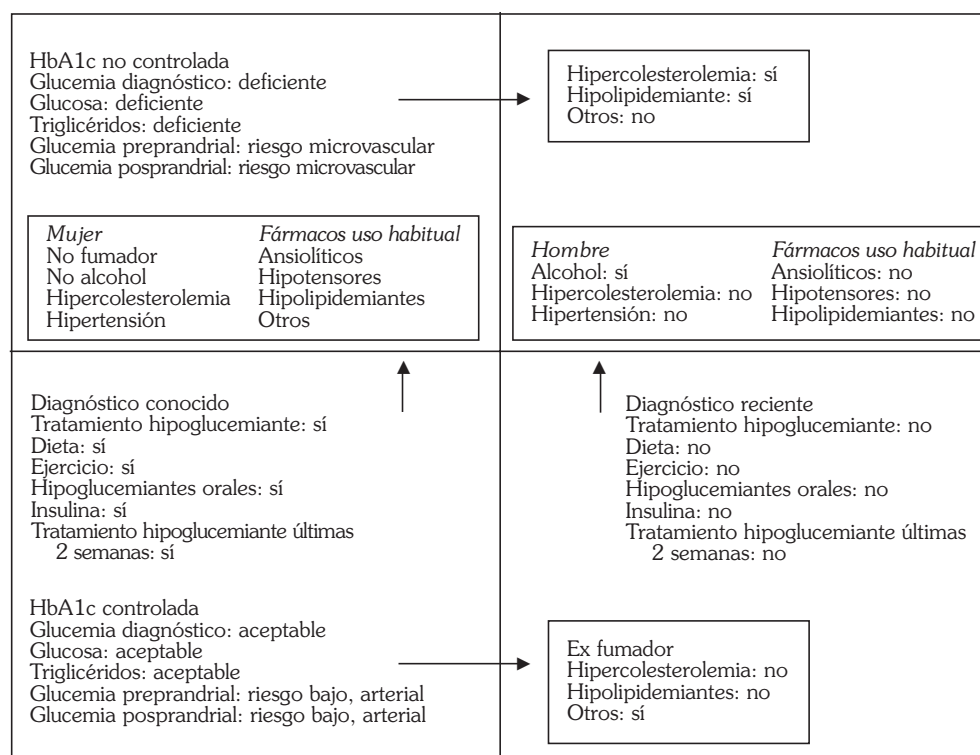 HbA1c no controlada
Glucemia diagnóstico: deficiente
Glucosa: deficiente
Triglicéridos: deficiente
Glucemia preprandrial: riesgo microvascular
Glucemia posprandrial: riesgo microvascular
Hipercolesterolemia: sí
Hipolipidemiante: sí
Otros: no
Mujer Fármacos uso habitual
No fumador Ansiolíticos
No alcohol Hipotensores
Hipercolesterolemia Hipolipidemiantes
Hipertensión Otros
Hombre Fármacos uso habitual
Alcohol: sí Ansiolíticos: no
Hipercolesterolemia: no Hipotensores: no
Hipertensión: no Hipolipidemiantes: no
Diagnóstico conocido
Tratamiento hipoglucemiante: sí
Dieta: sí
Ejercicio: sí
Hipoglucemiantes orales: sí
Insulina: sí
Tratamiento hipoglucemiante últimas
2 semanas: sí
Diagnóstico reciente
Tratamiento hipoglucemiante: no
Dieta: no
Ejercicio: no
Hipoglucemiantes orales: no
Insulina: no
Tratamiento hipoglucemiante últimas
2 semanas: no
HbA1c controlada
Glucemia diagnóstico: aceptable
Glucosa: aceptable
Triglicéridos: aceptable
Glucemia preprandrial: riesgo bajo, arterial
Glucemia posprandrial: riesgo bajo, arterial
Ex fumador
Hipercolesterolemia: no
Hipolipidemiantes: no
Otros: sí